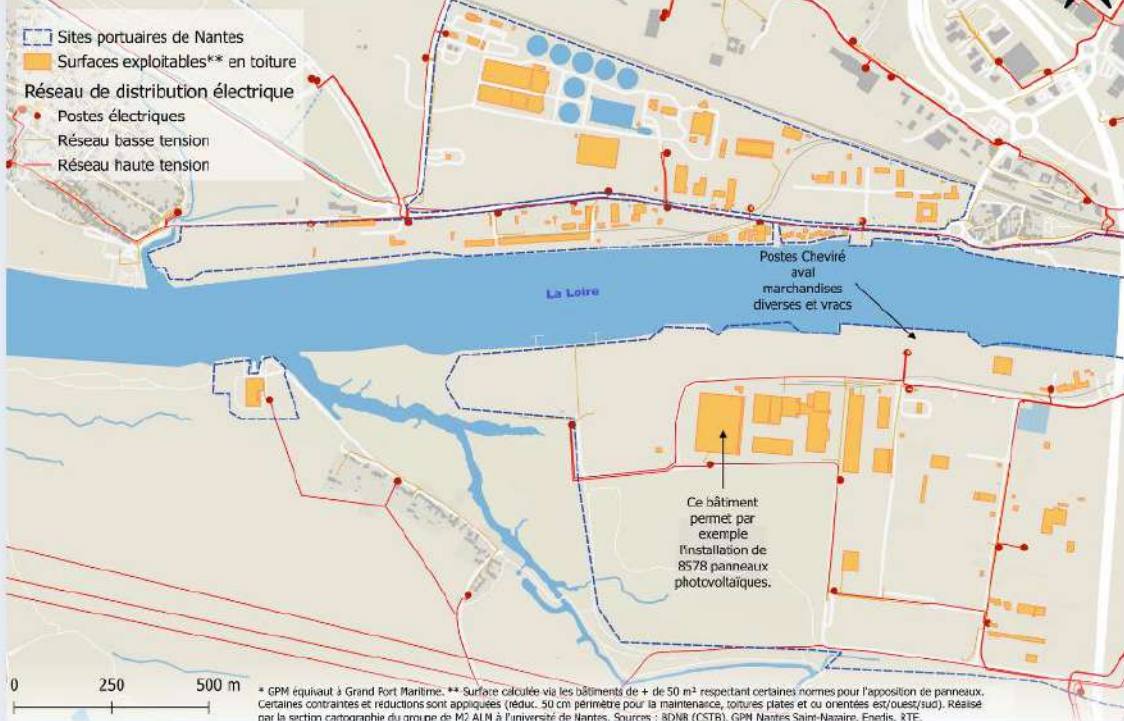 Sites portuaires de Nantes
Surfaces exploitables** en toiture
Réseau de distribution électrique
Postes électriques
Réseau basse tension
Réseau haute tension
Postes Cheviré
aval
marchandises
diverses et vracs
La Loire
Ce bâtiment
permet par
exemple
l'installation de
8578 panneaux
photovoltaïques.
0 250 500 m
* GPM équivaut à Grand Port Maritime. ** Surface calculée via les bâtiments de + de 50 m² respectant certaines normes pour l'apposition de panneaux.
Certaines contraintes et réductions sont appliquées (réduc. 50 cm périmètre pour la maintenance, toitures plates et ou orientées est/ouest/sud). Réalisé
par la section cartographie du groupe de M2 ALM à l'université de Nantes. Sources : BDNB (CSTB), GPM Nantes Saint-Nazaire, Enedis, RTE.